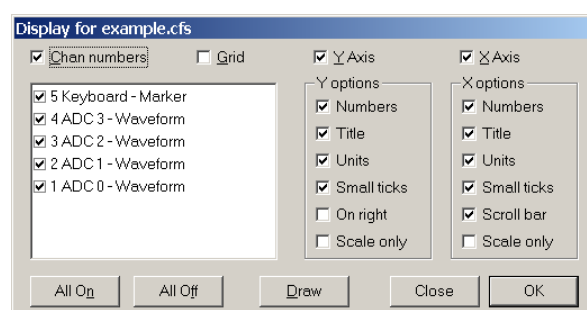 Display for example.cfs
Chan numbers
Grid
Y Axis
X Axis
5 Keyboard - Marker
4 ADC 3 - Waveform
3 ADC 2 - Waveform
2 ADC 1 - Waveform
1 ADC 0 - Waveform
Y options
Numbers
Title
Units
Small ticks
On right
Scale only
X options
Numbers
Title
Units
Small ticks
Scroll bar
Scale only
All On
All Off
Draw
Close
OK